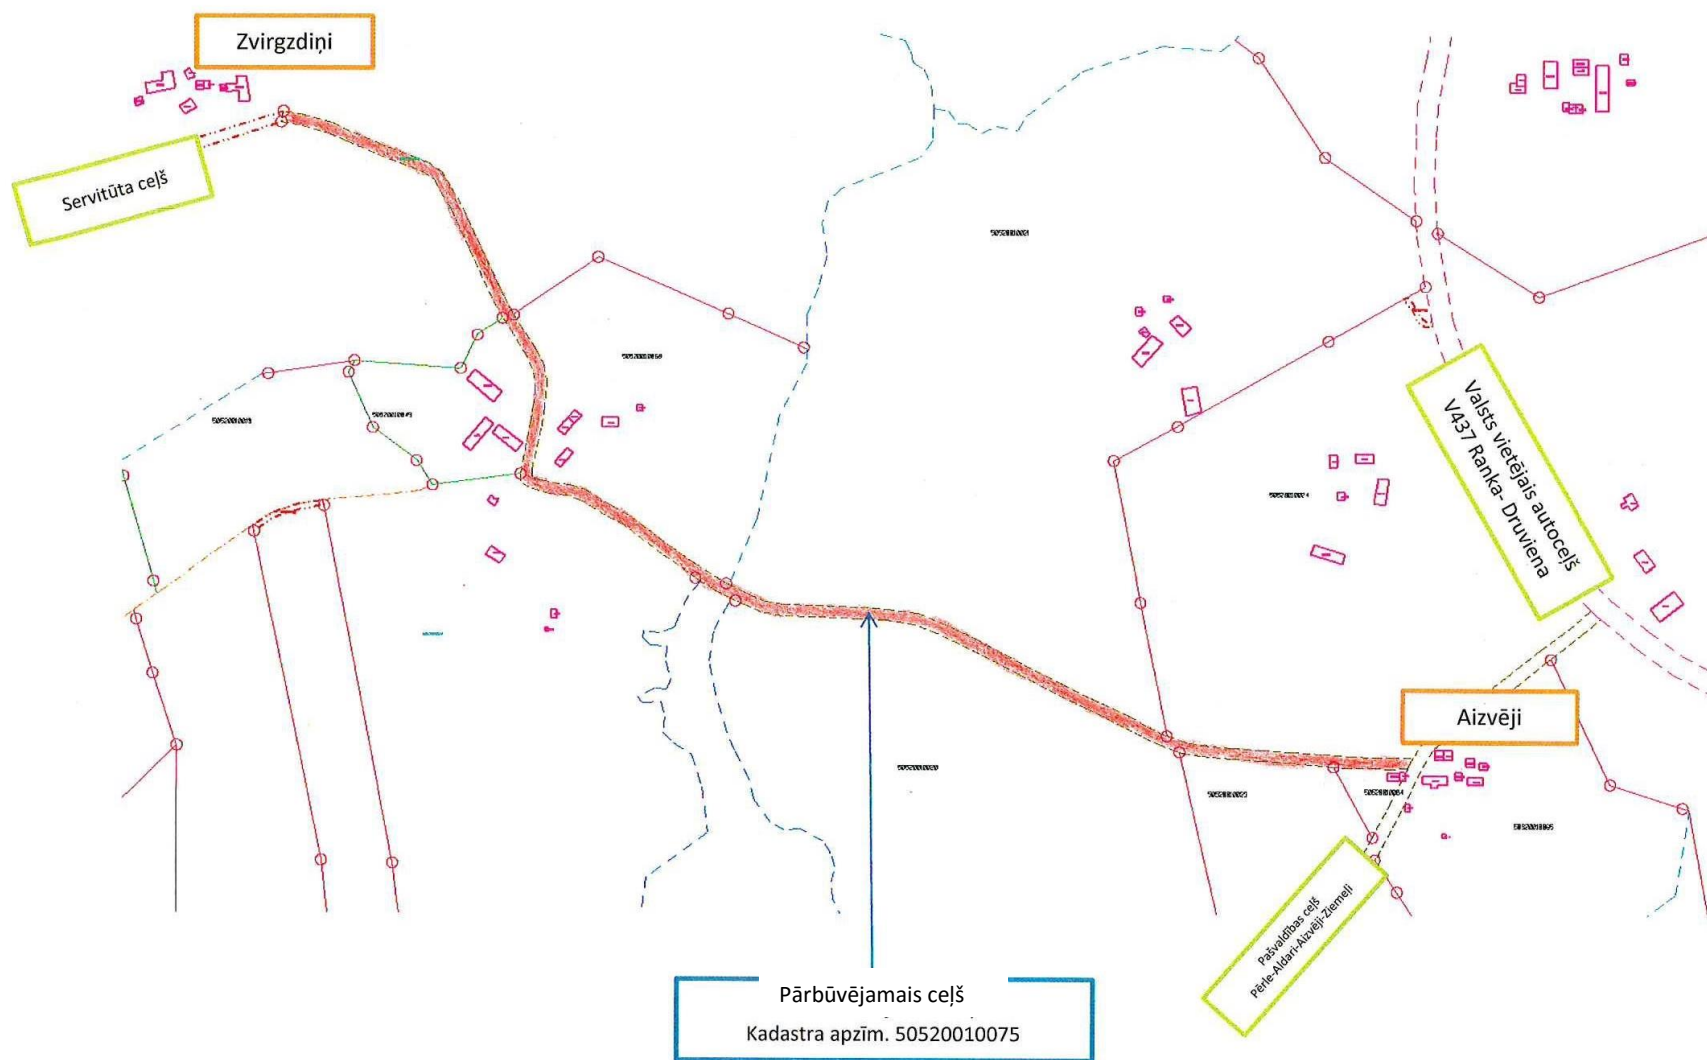 Zvirgzdiņi
Servitūta ceļš
Valsts vietējais autoceļš
V437 Ranka- Druviena
Aizvēji
Pašvaldības ceļš
Pērle-Aldari-Aizvēji-Ziemeļi
Pārbūvējamais ceļš
Kadastra apzīm. 50520010075